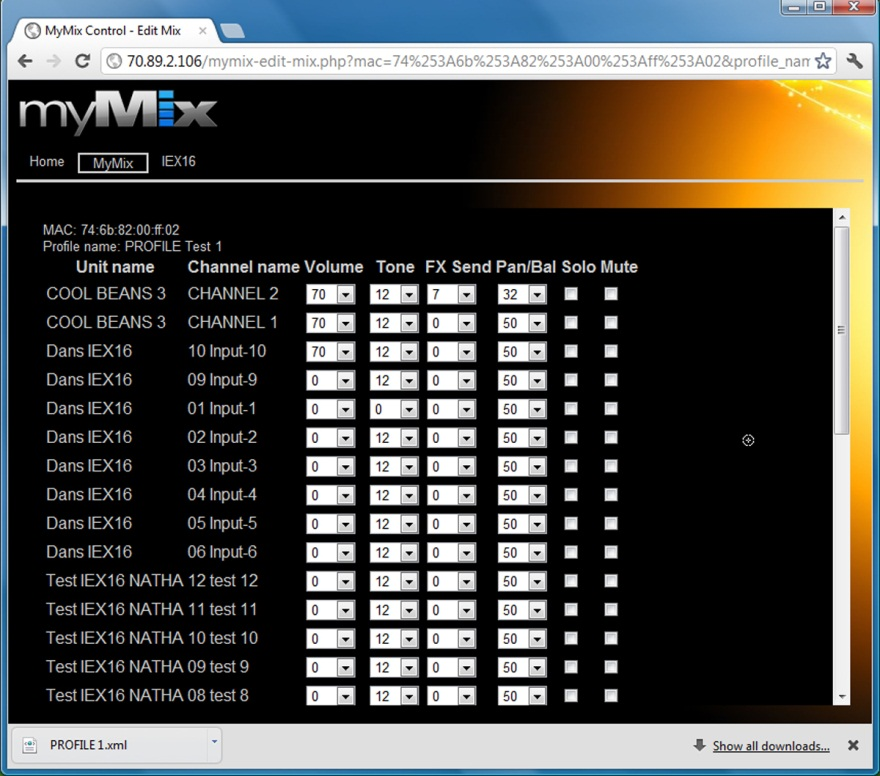 MyMix Control - Edit Mix
70.89.2.106/mymix-edit-mix.php?mac=74%253A6b%253A82%253A00%253Aff%253A02&profile_nam
myMix
Home MyMix IEX16
MAC: 74:6b:82:00:ff:02
Profile name: PROFILE Test 1
Unit name Channel name Volume Tone FX Send Pan/Bal Solo Mute
COOL BEANS 3 CHANNEL 2 70 12 7 32
COOL BEANS 3 CHANNEL 1 70 12 0 50
Dans IEX16 10 Input-10 70 12 0 50
Dans IEX16 09 Input-9 0 12 0 50
Dans IEX16 01 Input-1 0 0 0 50
Dans IEX16 02 Input-2 0 12 0 50
Dans IEX16 03 Input-3 0 12 0 50
Dans IEX16 04 Input-4 0 12 0 50
Dans IEX16 05 Input-5 0 12 0 50
Dans IEX16 06 Input-6 0 12 0 50
Test IEX16 NATHA 12 test 12 0 12 0 50
Test IEX16 NATHA 11 test 11 0 12 0 50
Test IEX16 NATHA 10 test 10 0 12 0 50
Test IEX16 NATHA 09 test 9 0 12 0 50
Test IEX16 NATHA 08 test 8 0 12 0 50
PROFILE 1.xml Show all downloads...